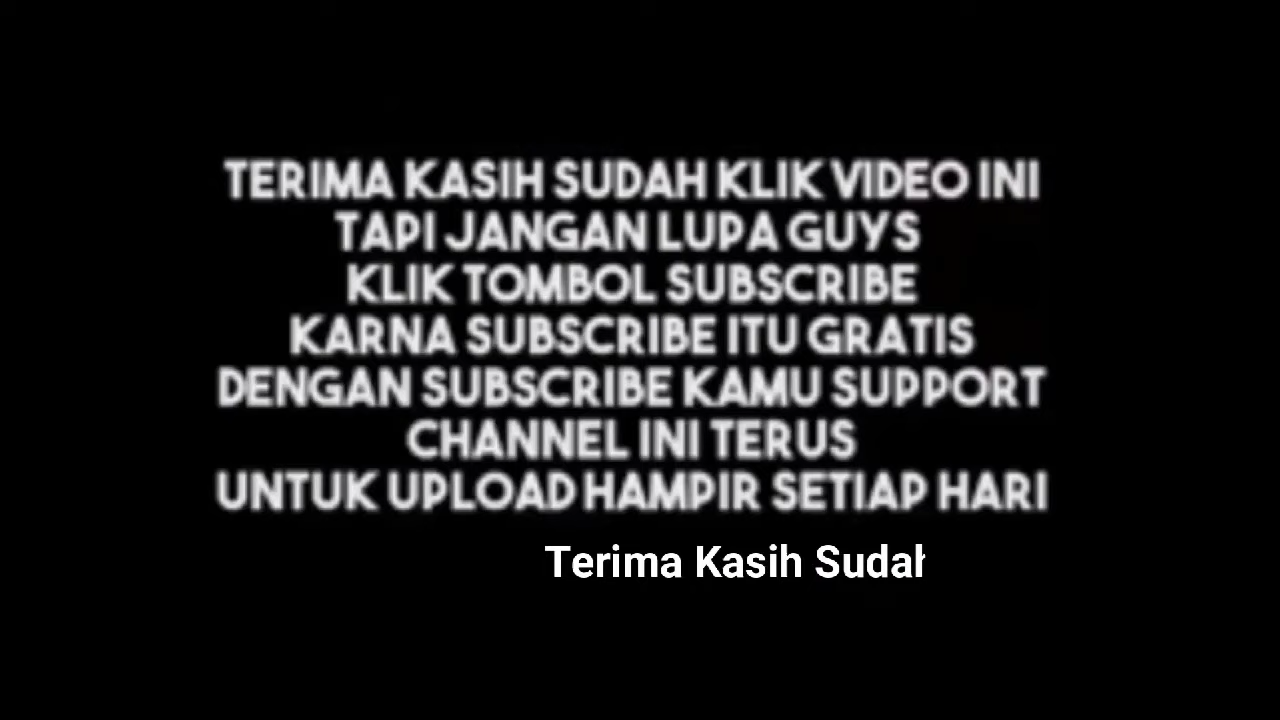 TERIMA KASIH SUDAH KLIK VIDEO INI
TAPI JANGAN LUPA GUYS
KLIK TOMBOL SUBSCRIBE
KARNA SUBSCRIBE ITU GRATIS
DENGAN SUBSCRIBE KAMU SUPPORT
CHANNEL INI TERUS
UNTUK UPLOAD HAMPIR SETIAP HARI
Terima Kasih Sudah